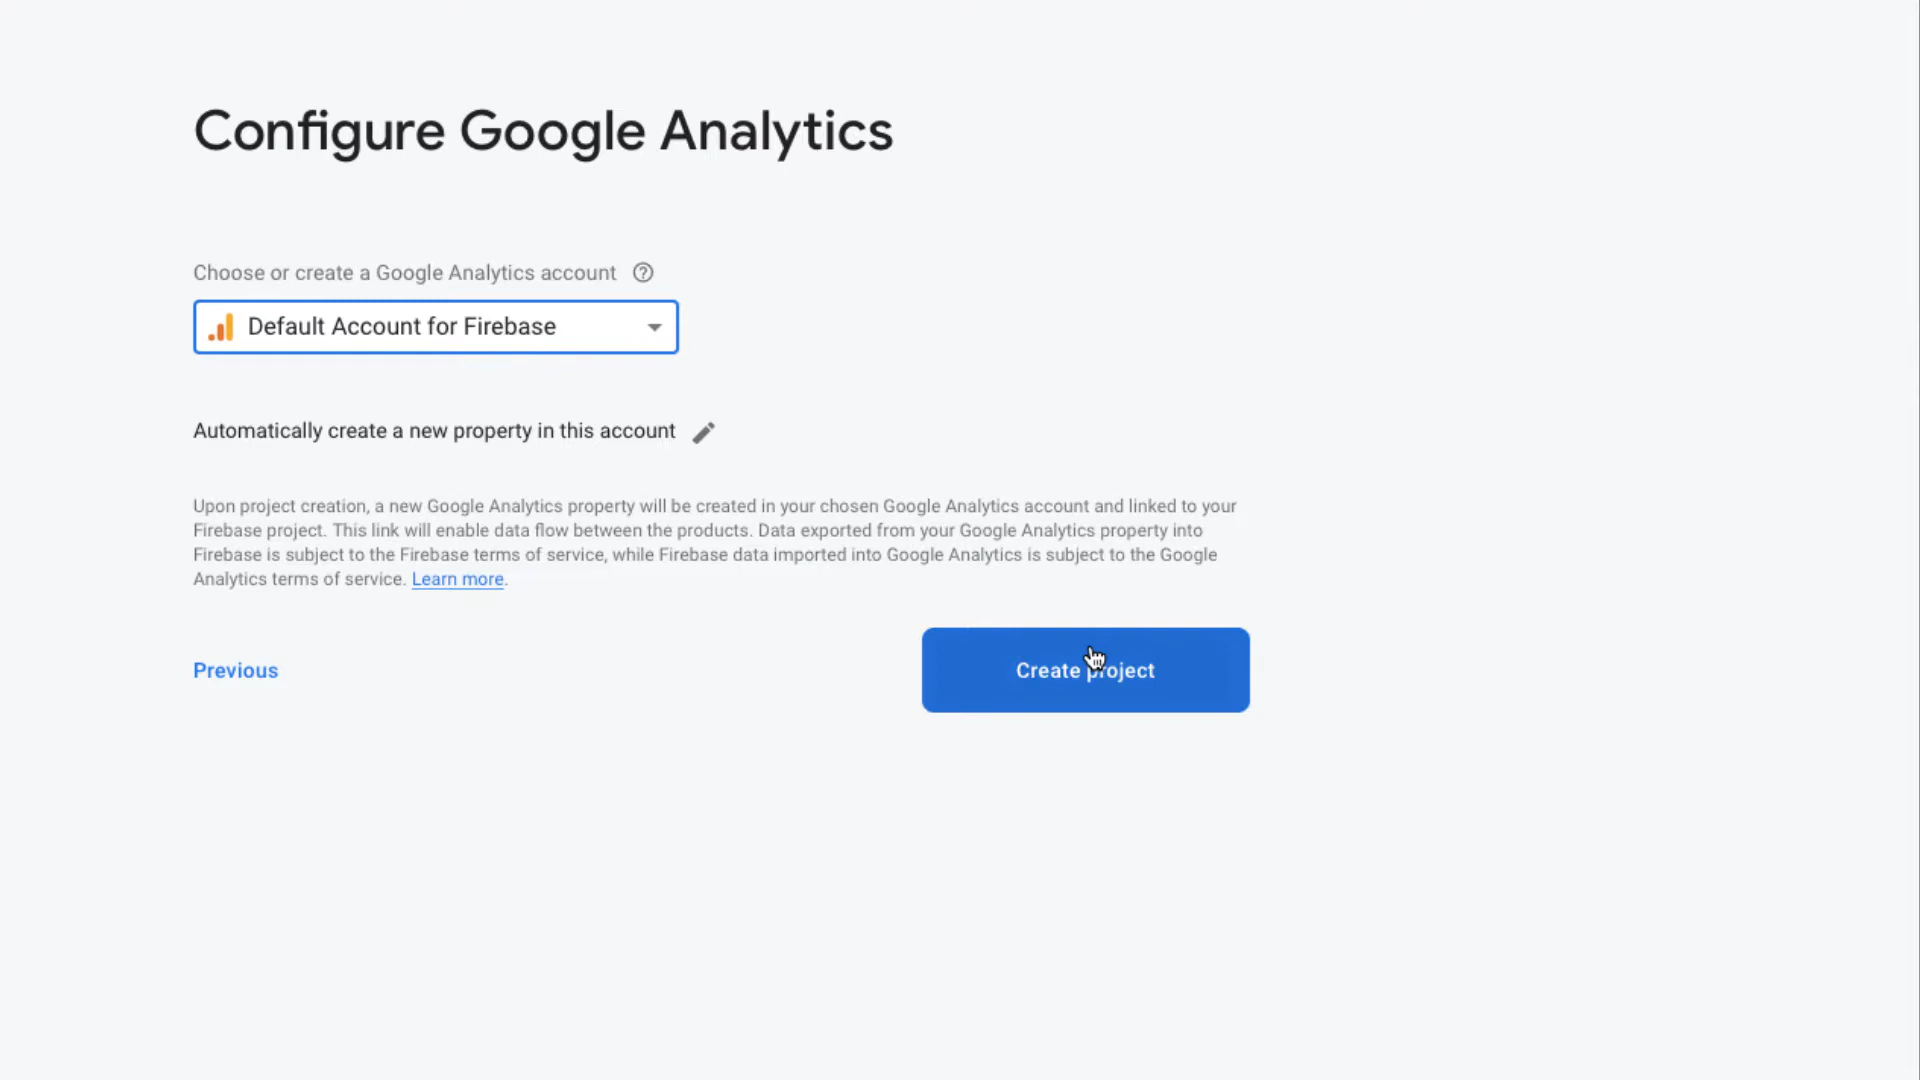 Configure Google Analytics
Choose or create a Google Analytics account
Default Account for Firebase
Automatically create a new property in this account
Upon project creation, a new Google Analytics property will be created in your chosen Google Analytics account and linked to your
Firebase project. This link will enable data flow between the products. Data exported from your Google Analytics property into
Firebase is subject to the Firebase terms of service, while Firebase data imported into Google Analytics is subject to the Google
Analytics terms of service. Learn more.
Previous
Create project